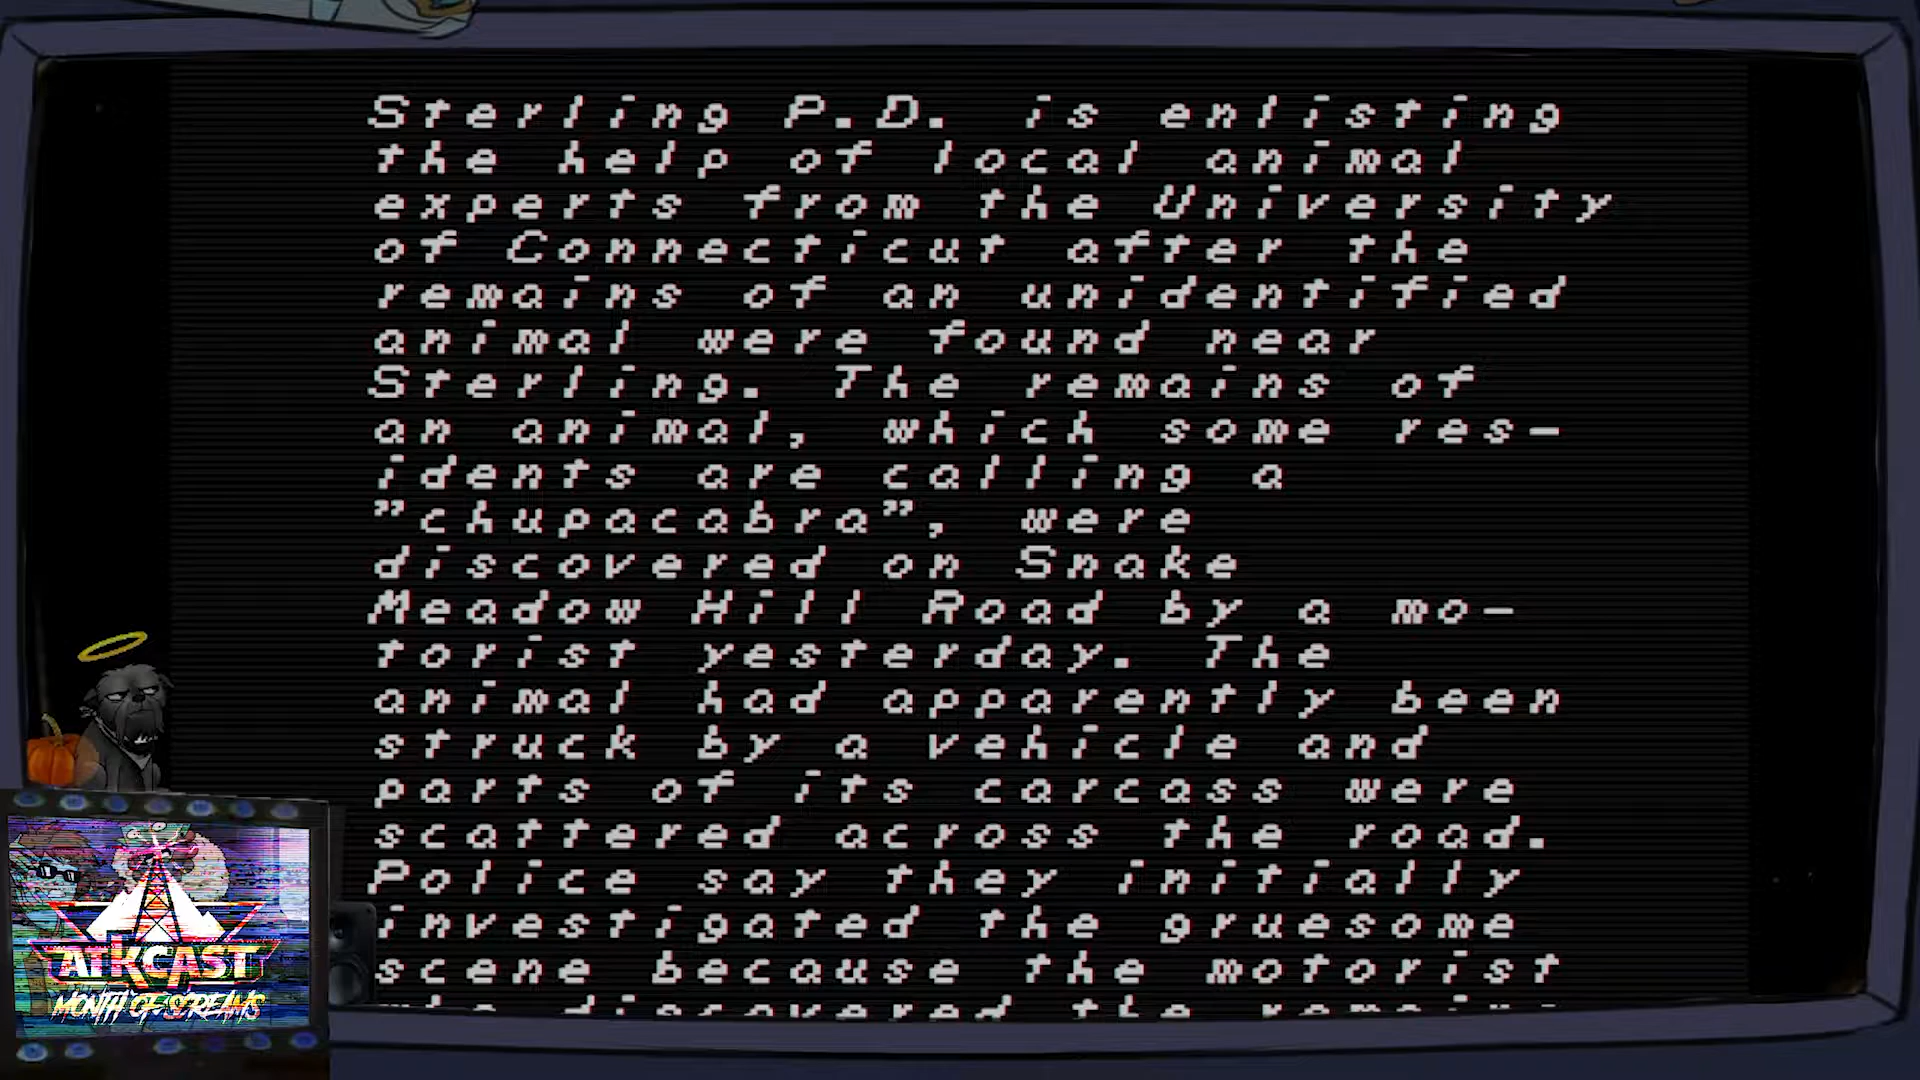 Sterling P.D. is enlisting
the help of local animal
experts from the University
of Connecticut after the
remains of an unidentified
animal were found near
Sterling. The remains of
an animal, which some res-
idents are calling a
"chupacabra", were
discovered on Snake
Meadow Hill Road by a mo-
torist yesterday. The
animal had apparently been
struck by a vehicle and
parts of its carcass were
scattered across the road.
Police say they initially
investigated the gruesome
scene because the motorist
discovered the
ATKCAST
MONTH OF SCREAMS